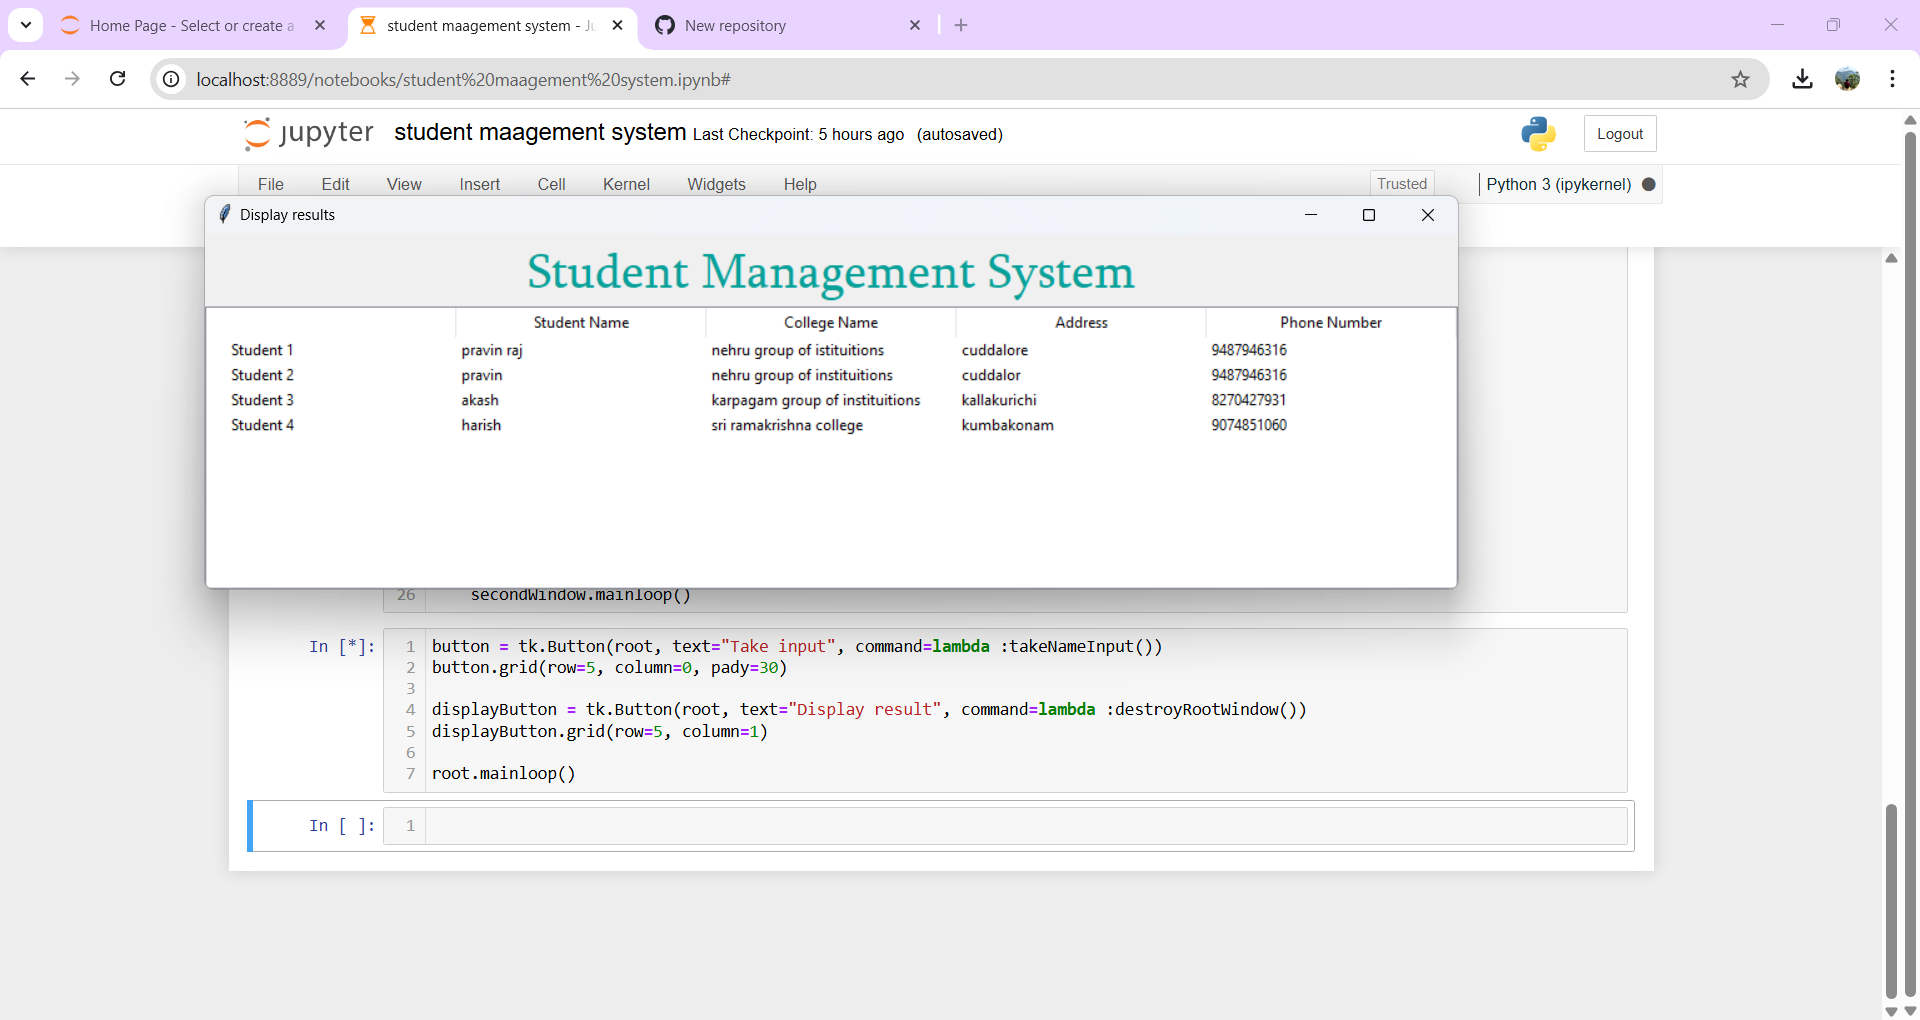 Home Page - Select or create a
student maagement system - Ju
New repository
localhost:8889/notebooks/student%20maagement%20system.ipynb#
jupyter student maagement system Last Checkpoint: 5 hours ago (autosaved)
Logout
File Edit View Insert Cell Kernel Widgets Help
Trusted
Python 3 (ipykernel)
Display results
Student Management System
Student Name College Name Address Phone Number
Student 1 pravin raj nehru group of istituitions cuddalore 9487946316
Student 2 pravin nehru group of instituitions cuddalor 9487946316
Student 3 akash karpagam group of instituitions kallakurichi 8270427931
Student 4 harish sri ramakrishna college kumbakonam 9074851060
26 secondWindow.mainloop()
In [*]:
1 button = tk.Button(root, text="Take input", command=lambda :takeNameInput())
2 button.grid(row=5, column=0, pady=30)
3
4 displayButton = tk.Button(root, text="Display result", command=lambda :destroyRootWindow())
5 displayButton.grid(row=5, column=1)
6
7 root.mainloop()
In [ ]:
1